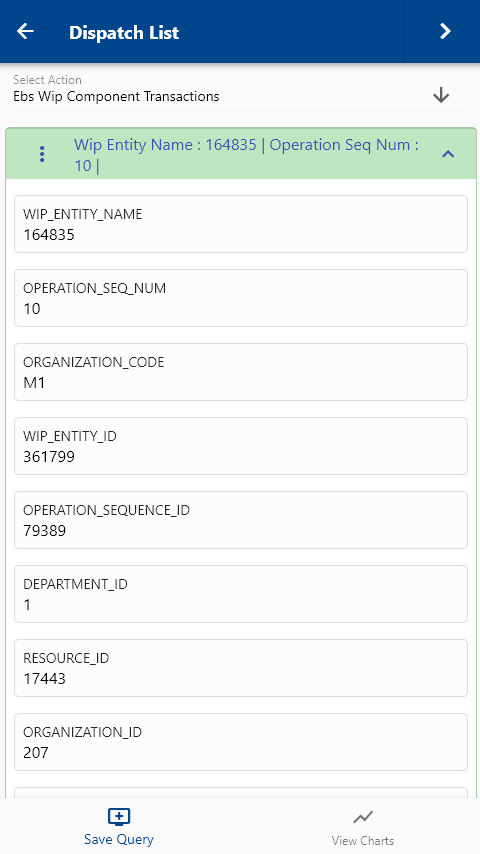 Dispatch List
Select Action
Ebs Wip Component Transactions
Wip Entity Name : 164835 | Operation Seq Num :
10 |
WIP_ENTITY_NAME
164835
OPERATION_SEQ_NUM
10
ORGANIZATION_CODE
M1
WIP_ENTITY_ID
361799
OPERATION_SEQUENCE_ID
79389
DEPARTMENT_ID
1
RESOURCE_ID
17443
ORGANIZATION_ID
207
Save Query
View Charts